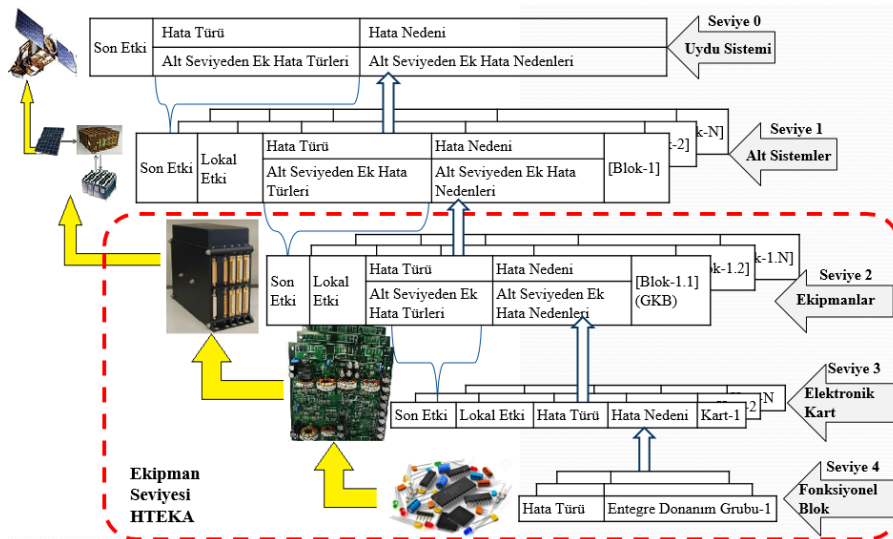 Seviye 0
Uydu Sistemi
Son Etki
Hata Türü
Hata Nedeni
Alt Seviyeden Ek Hata Türleri
Alt Seviyeden Ek Hata Nedenleri
Seviye 1
Alt Sistemler
k-N]
k-2]
Son Etki
Lokal
Etki
Hata Türü
Hata Nedeni
Alt Seviyeden Ek Hata
Türleri
Alt Seviyeden Ek Hata
Nedenleri
[Blok-1]
Seviye 2
Ekipmanlar
k-1.N]
k-1.2]
Son
Etki
Lokal
Etki
Hata Türü
Hata Nedeni
Alt Seviyeden Ek
Hata Türleri
Alt Seviyeden Ek
Hata Nedenleri
[Blok-1.1]
(GKB)
Seviye 3
Elektronik
Kart
-N
-2
Son Etki
Lokal Etki
Hata Türü
Hata Nedeni
Kart-1
Seviye 4
Fonksiyonel
Blok
Hata Türü
Entegre Donanım Grubu-1
Ekipman
Seviyesi
HTEKA